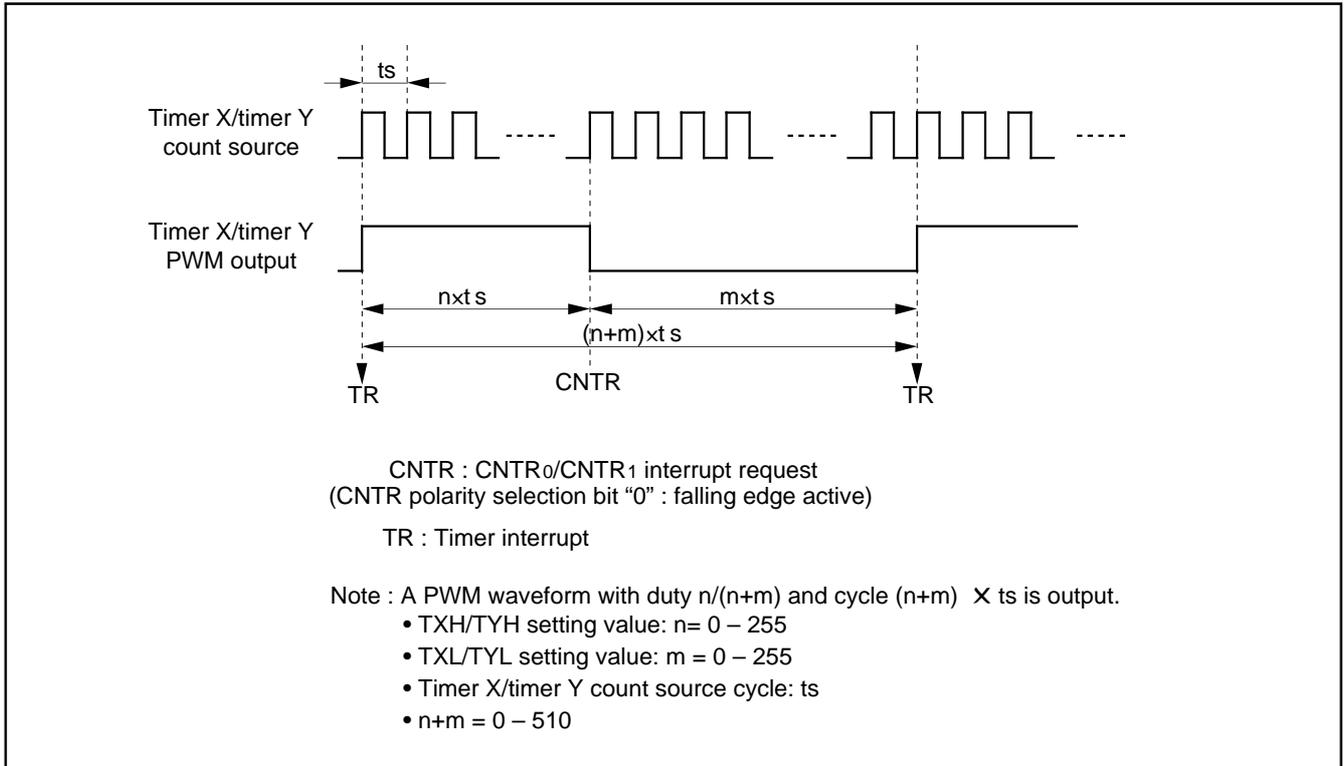 ts
Timer X/timer Y
count source
Timer X/timer Y
PWM output
n×t s
m×t s
(n+m)×t s
TR
CNTR
TR
CNTR : CNTR0/CNTR1 interrupt request
(CNTR polarity selection bit “0” : falling edge active)
TR : Timer interrupt
Note : A PWM waveform with duty n/(n+m) and cycle (n+m) × ts is output.
• TXH/TYH setting value: n= 0 – 255
• TXL/TYL setting value: m = 0 – 255
• Timer X/timer Y count source cycle: ts
• n+m = 0 – 510